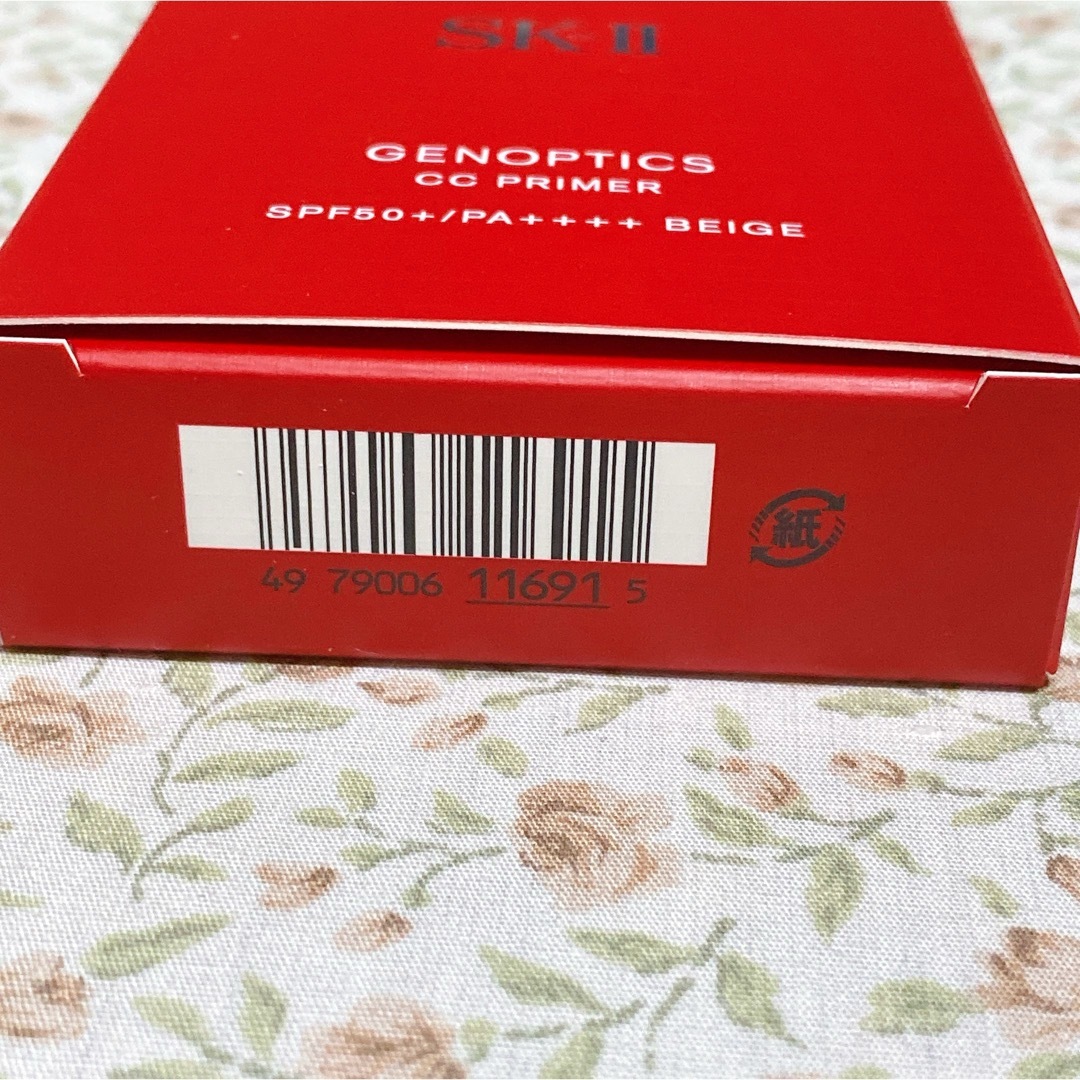 SK-II
GENOPTICS
CC PRIMER
SPF50+/PA++++ BEIGE
49 79006 11691 5
紙